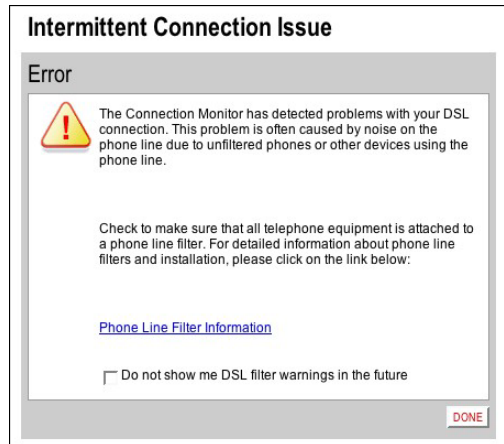 Intermittent Connection Issue
Error
The Connection Monitor has detected problems with your DSL
connection. This problem is often caused by noise on the
phone line due to unfiltered phones or other devices using the
phone line.
Check to make sure that all telephone equipment is attached to
a phone line filter. For detailed information about phone line
filters and installation, please click on the link below:
Phone Line Filter Information
Do not show me DSL filter warnings in the future
DONE